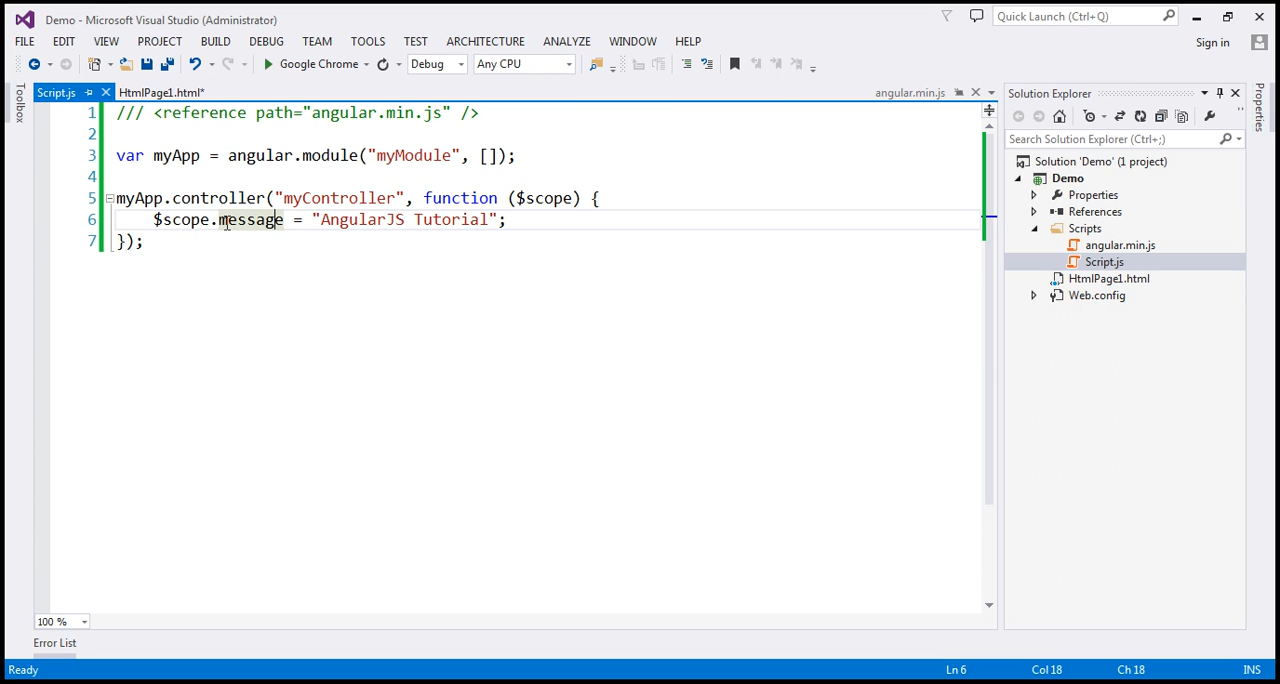 Demo - Microsoft Visual Studio (Administrator)
Quick Launch (Ctrl+Q)
FILE EDIT VIEW PROJECT BUILD DEBUG TEAM TOOLS TEST ARCHITECTURE ANALYZE WINDOW HELP
Sign in
Google Chrome Debug Any CPU
Toolbox
Script.js HtmlPage1.html* angular.min.js
1 /// <reference path="angular.min.js" />
2
3 var myApp = angular.module("myModule", []);
4
5 myApp.controller("myController", function ($scope) {
6 $scope.message = "AngularJS Tutorial";
7 });
100 %
Error List
Solution Explorer
Search Solution Explorer (Ctrl+;)
Solution 'Demo' (1 project)
Demo
Properties
References
Scripts
angular.min.js
Script.js
HtmlPage1.html
Web.config
Properties
Ready Ln 6 Col 18 Ch 18 INS